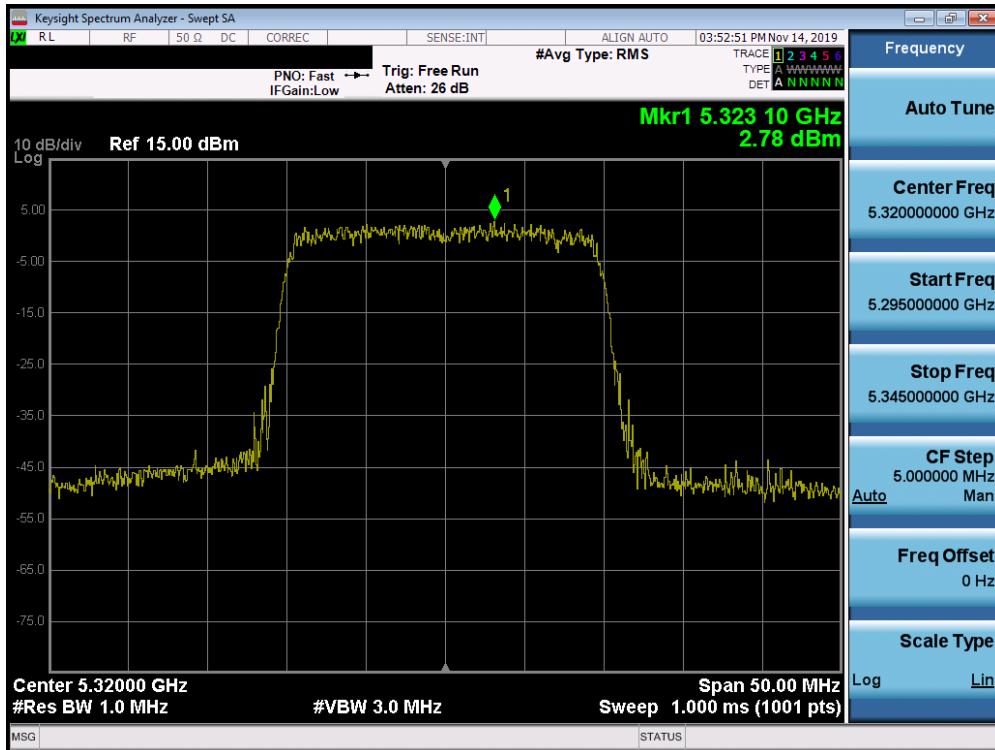 Keysight Spectrum Analyzer - Swept SA
LXI RL RF 50 Ω DC CORREC SENSE:INT ALIGN AUTO 03:52:51 PM Nov 14, 2019
#Avg Type: RMS TRACE 1 2 3 4 5 6
PNO: Fast Trig: Free Run TYPE A WWWWW
IFGain:Low Atten: 26 dB DET A N N N N N
Mkr1 5.323 10 GHz
2.78 dBm
10 dB/div Ref 15.00 dBm
Log
1
5.00
-5.00
-15.0
-25.0
-35.0
-45.0
-55.0
-65.0
-75.0
Center 5.32000 GHz Span 50.00 MHz
#Res BW 1.0 MHz #VBW 3.0 MHz Sweep 1.000 ms (1001 pts)
MSG STATUS
Frequency
Auto Tune
Center Freq
5.320000000 GHz
Start Freq
5.295000000 GHz
Stop Freq
5.345000000 GHz
CF Step
5.000000 MHz
Auto Man
Freq Offset
0 Hz
Scale Type
Log Lin